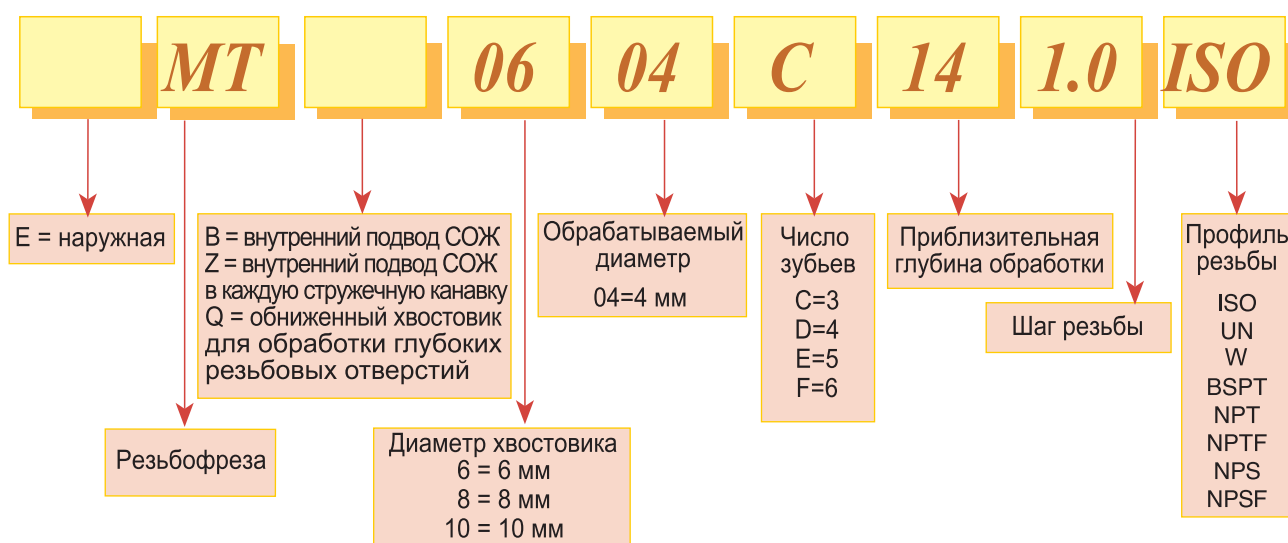 MT 06 04 C 14 1.0 ISO
E = наружная
B = внутренний подвод СОЖ
Z = внутренний подвод СОЖ
в каждую стружечную канавку
Q = обниженный хвостовик
для обработки глубоких
резьбовых отверстий
Обрабатываемый
диаметр
04=4 мм
Число
зубьев
C=3
D=4
E=5
F=6
Приблизительная
глубина обработки
Шаг резьбы
Профиль
резьбы
ISO
UN
W
BSPT
NPT
NPTF
NPS
NPSF
Резьбофреза
Диаметр хвостовика
6 = 6 мм
8 = 8 мм
10 = 10 мм